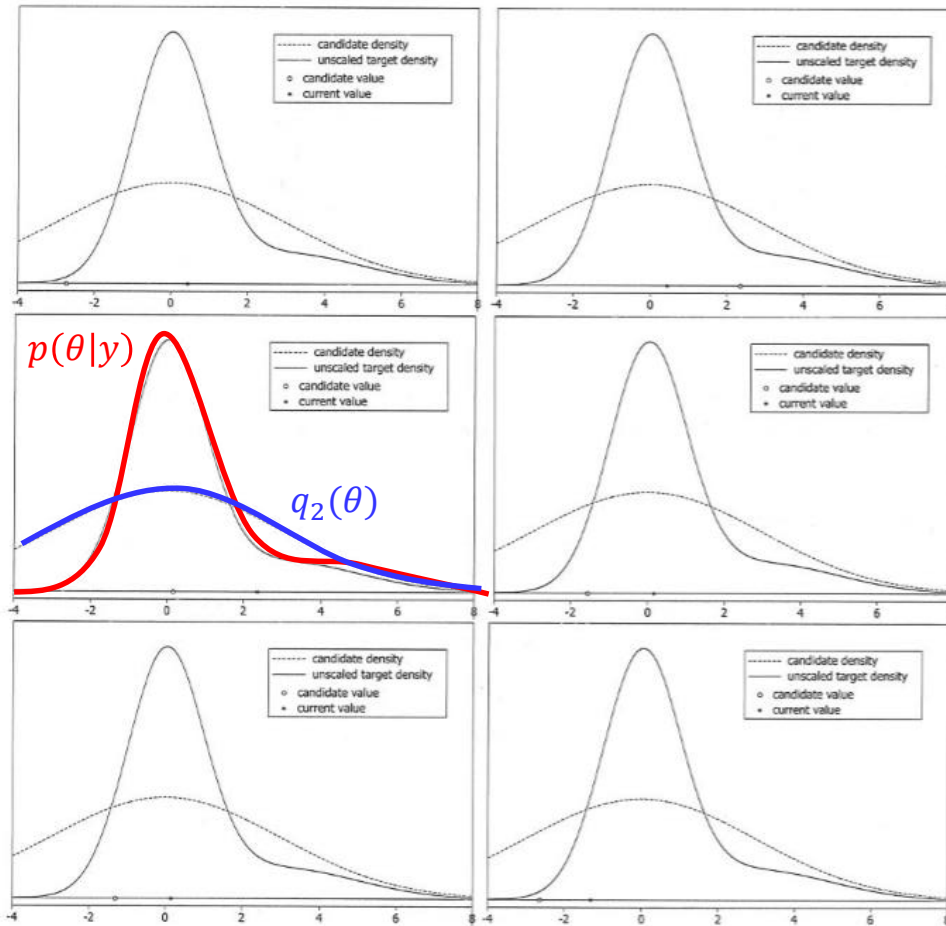 candidate density
unscaled target density
candidate value
current value
-4 -2 0 2 4 6 8
candidate density
unscaled target density
candidate value
current value
-4 -2 0 2 4 6
p(θ|y)
candidate density
unscaled target density
candidate value
current value
q₂(θ)
-4 -2 0 2 4 6 8
candidate density
unscaled target density
candidate value
current value
-4 -2 0 2 4 6
candidate density
unscaled target density
candidate value
current value
-4 -2 0 2 4 6 8
candidate density
unscaled target density
candidate value
current value
-4 -2 0 2 4 6 8